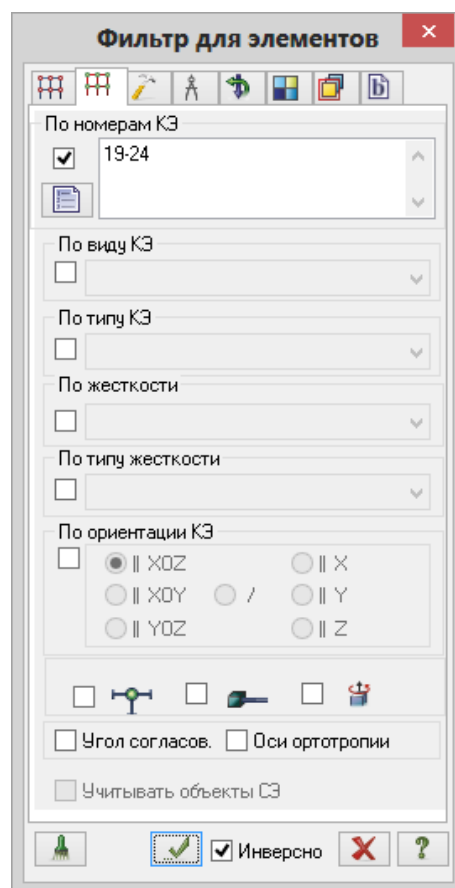 Фильтр для элементов
По номерам КЭ
19-24
По виду КЭ
По типу КЭ
По жесткости
По типу жесткости
По ориентации КЭ
|| XOZ || X
|| XOY / || Y
|| YOZ || Z
Угол согласов. Оси ортотропии
Учитывать объекты СЭ
Инверсно